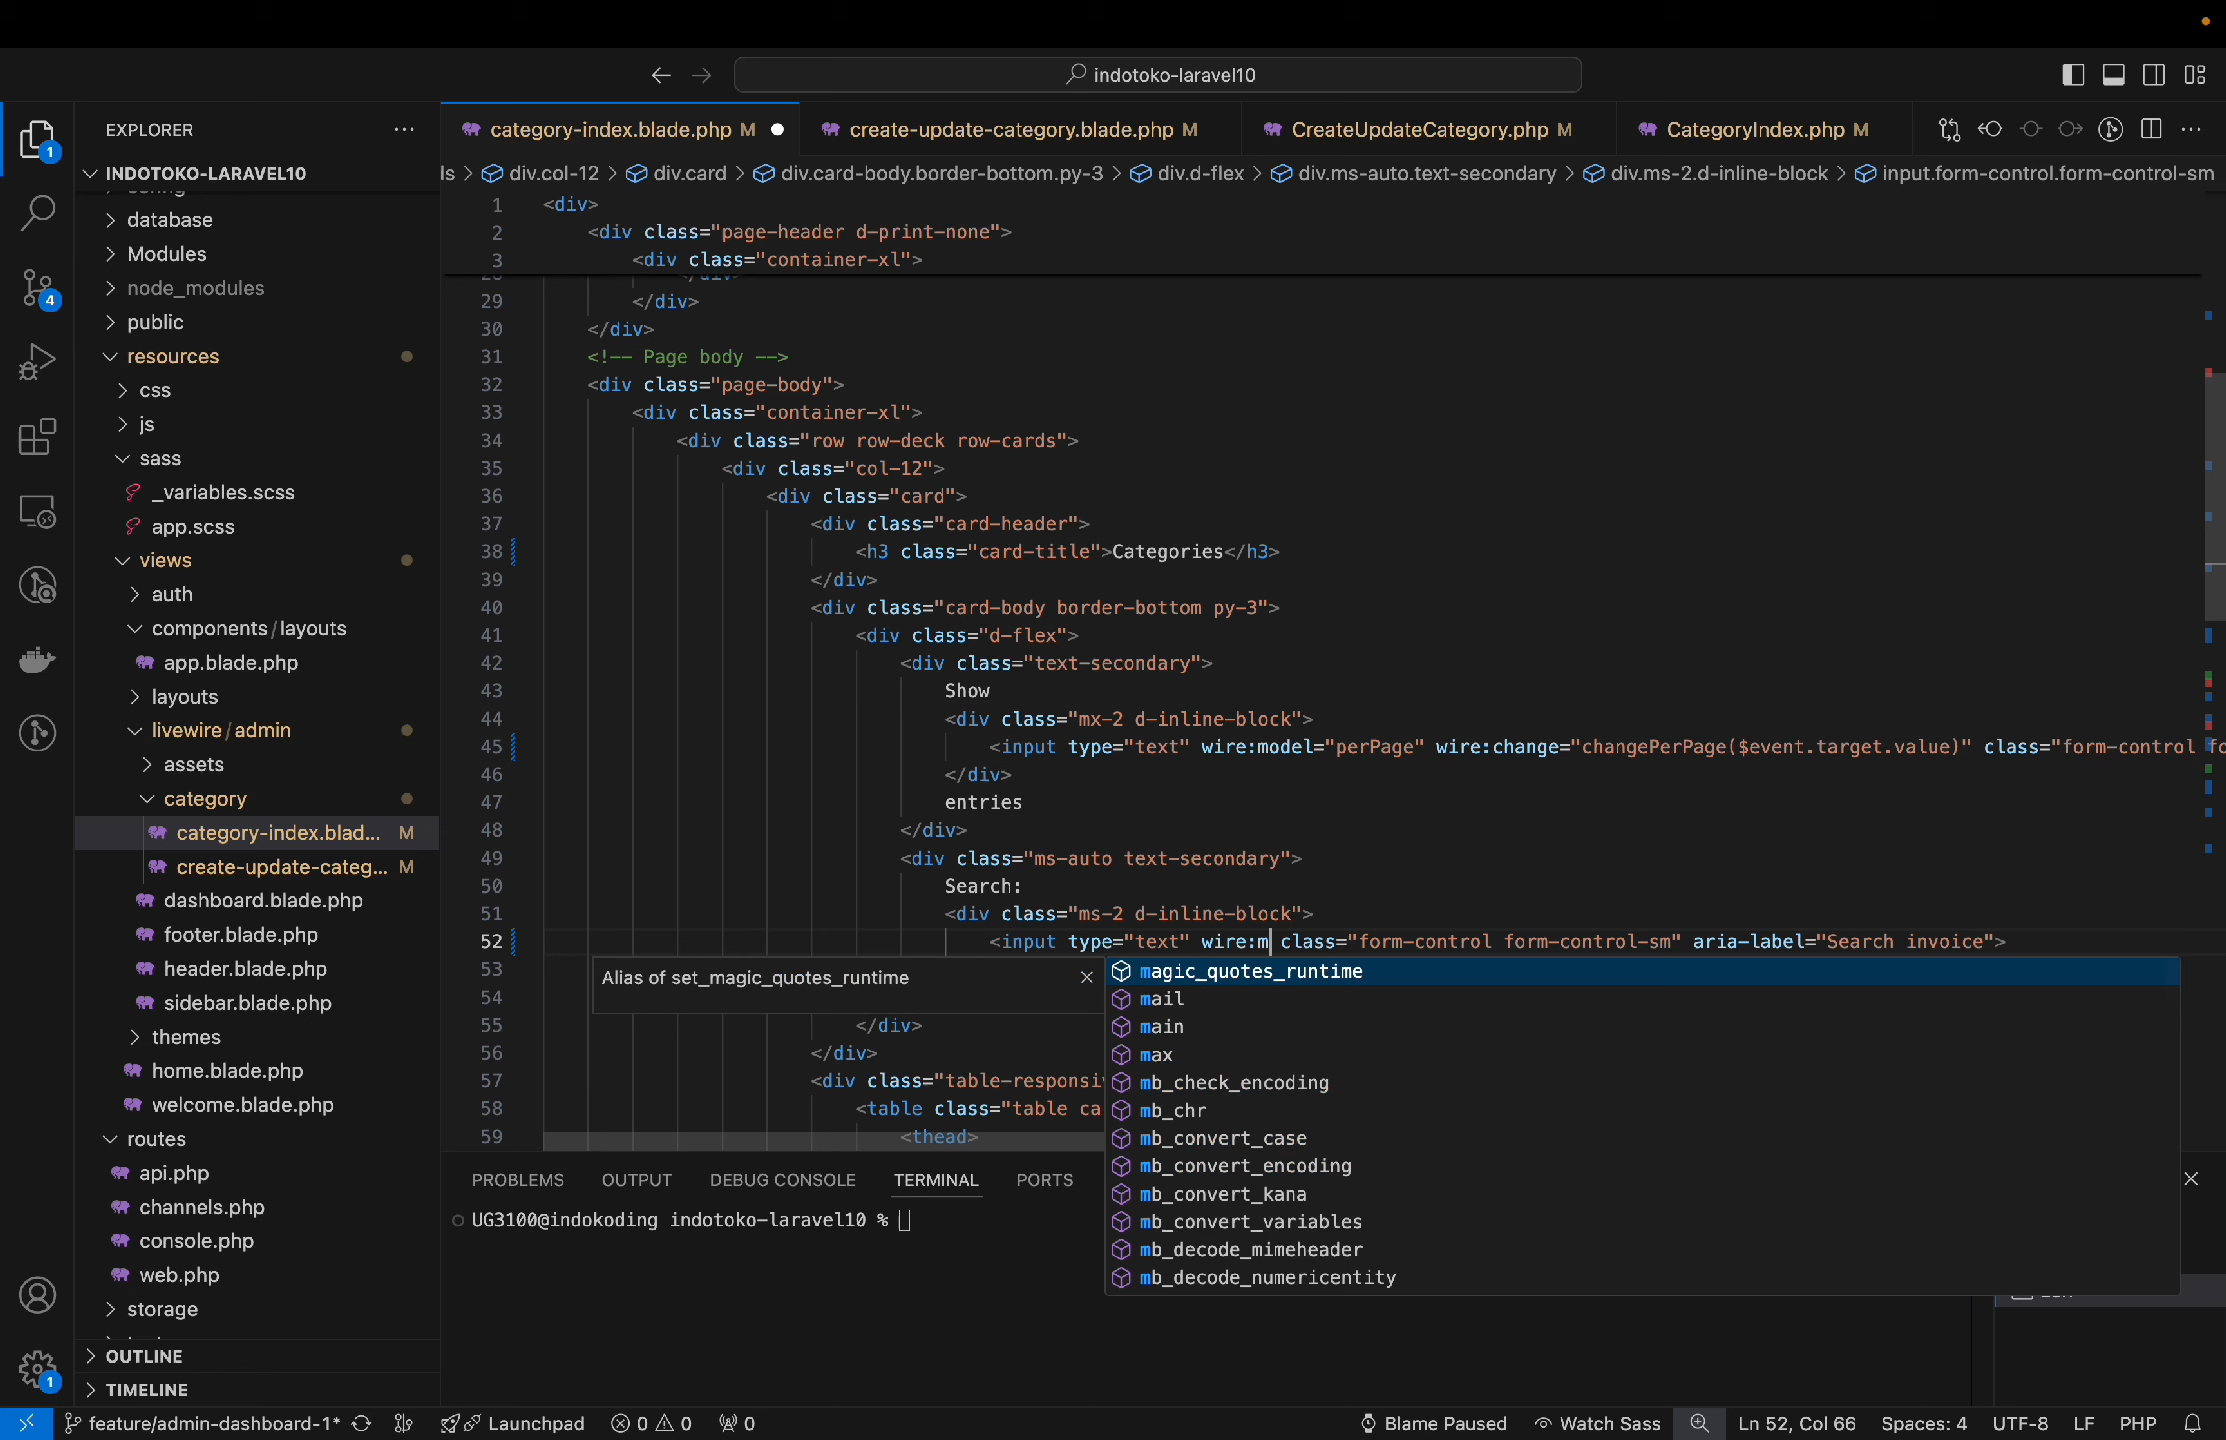 indotoko-laravel10
EXPLORER
category-index.blade.php M
create-update-category.blade.php M
CreateUpdateCategory.php M
CategoryIndex.php M
INDOTOKO-LARAVEL10
ls > div.col-12 > div.card > div.card-body.border-bottom.py-3 > div.d-flex > div.ms-auto.text-secondary > div.ms-2.d-inline-block > input.form-control.form-control-sm
database
Modules
node_modules
public
resources
css
js
sass
_variables.scss
app.scss
views
auth
components/layouts
app.blade.php
layouts
livewire/admin
assets
category
category-index.blad... M
create-update-categ... M
dashboard.blade.php
footer.blade.php
header.blade.php
sidebar.blade.php
themes
home.blade.php
welcome.blade.php
routes
api.php
channels.php
console.php
web.php
storage
OUTLINE
TIMELINE
1 <div>
2 <div class="page-header d-print-none">
3 <div class="container-xl">
29 </div>
30 </div>
31 <!-- Page body -->
32 <div class="page-body">
33 <div class="container-xl">
34 <div class="row row-deck row-cards">
35 <div class="col-12">
36 <div class="card">
37 <div class="card-header">
38 <h3 class="card-title">Categories</h3>
39 </div>
40 <div class="card-body border-bottom py-3">
41 <div class="d-flex">
42 <div class="text-secondary">
43 Show
44 <div class="mx-2 d-inline-block">
45 <input type="text" wire:model="perPage" wire:change="changePerPage($event.target.value)" class="form-control fo
46 </div>
47 entries
48 </div>
49 <div class="ms-auto text-secondary">
50 Search:
51 <div class="ms-2 d-inline-block">
52 <input type="text" wire:m class="form-control form-control-sm" aria-label="Search invoice">
53
54
55 </div>
56 </div>
57 <div class="table-responsi
58 <table class="table ca
59 <thead>
Alias of set_magic_quotes_runtime
magic_quotes_runtime
mail
main
max
mb_check_encoding
mb_chr
mb_convert_case
mb_convert_encoding
mb_convert_kana
mb_convert_variables
mb_decode_mimeheader
mb_decode_numericentity
PROBLEMS OUTPUT DEBUG CONSOLE TERMINAL PORTS
UG3100@indokoding indotoko-laravel10 %
1
4
1
feature/admin-dashboard-1* Launchpad 0 0 0 Blame Paused Watch Sass Ln 52, Col 66 Spaces: 4 UTF-8 LF PHP